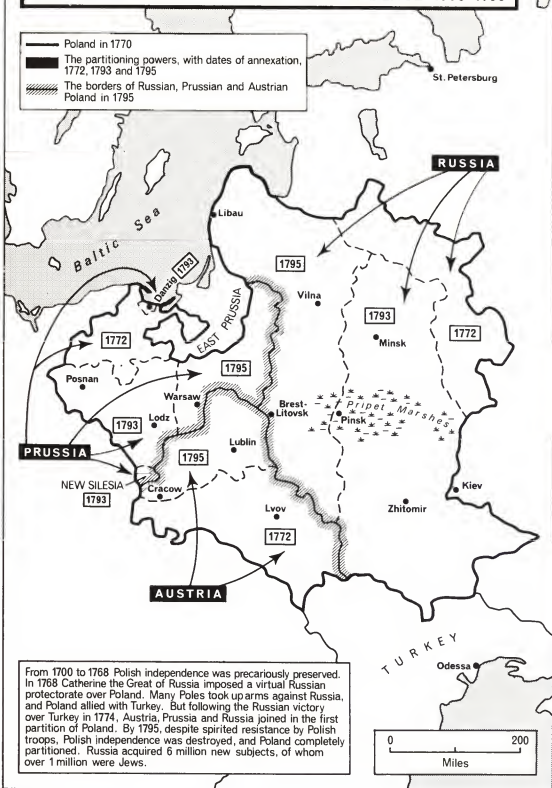 Poland in 1770
The partitioning powers, with dates of annexation,
1772, 1793 and 1795
The borders of Russian, Prussian and Austrian
Poland in 1795
St. Petersburg
RUSSIA
Baltic Sea
Libau
1795
Danzig
1793
Vilna
EAST PRUSSIA
1793
1772
1772
Minsk
1795
Posnan
Warsaw
Brest-
Litovsk
Pripet Marshes
Pinsk
1793
Lodz
PRUSSIA
Lublin
1795
NEW SILESIA
1793
Cracow
Kiev
Zhitomir
Lvov
1772
AUSTRIA
TURKEY
Odessa
From 1700 to 1768 Polish independence was precariously preserved.
In 1768 Catherine the Great of Russia imposed a virtual Russian
protectorate over Poland. Many Poles took up arms against Russia,
and Poland allied with Turkey. But following the Russian victory
over Turkey in 1774, Austria, Prussia and Russia joined in the first
partition of Poland. By 1795, despite spirited resistance by Polish
troops, Polish independence was destroyed, and Poland completely
partitioned. Russia acquired 6 million new subjects, of whom
over 1 million were Jews.
0 200
Miles